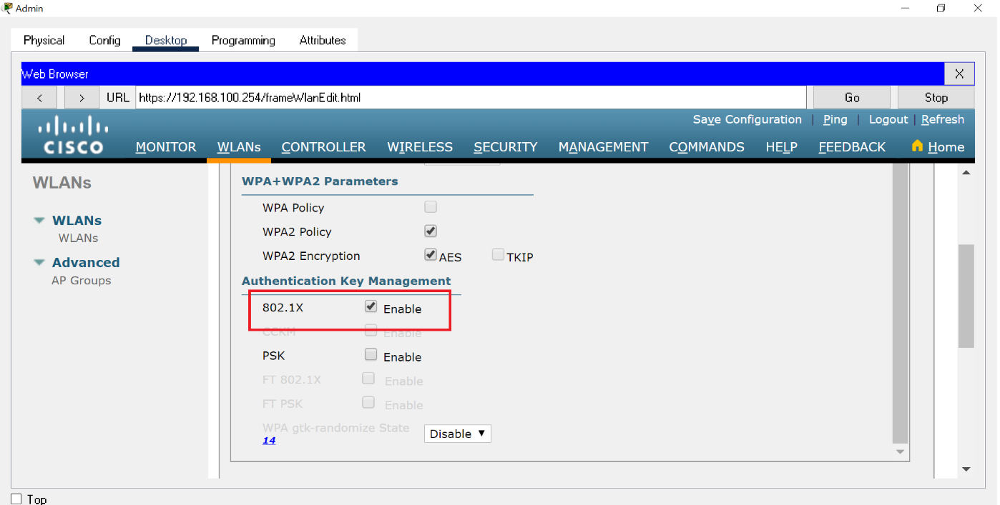 Admin
Physical Config Desktop Programming Attributes
Web Browser X
< > URL https://192.168.100.254/frameWlanEdit.html Go Stop
Save Configuration | Ping | Logout | Refresh
CISCO MONITOR WLANs CONTROLLER WIRELESS SECURITY MANAGEMENT COMMANDS HELP FEEDBACK Home
WLANs
WLANs
WLANs
Advanced
AP Groups
WPA+WPA2 Parameters
WPA Policy
WPA2 Policy
WPA2 Encryption AES TKIP
Authentication Key Management
802.1X Enable
CCKM Enable
PSK Enable
FT 802.1X Enable
FT PSK Enable
WPA gtk-randomize State Disable
14
Top